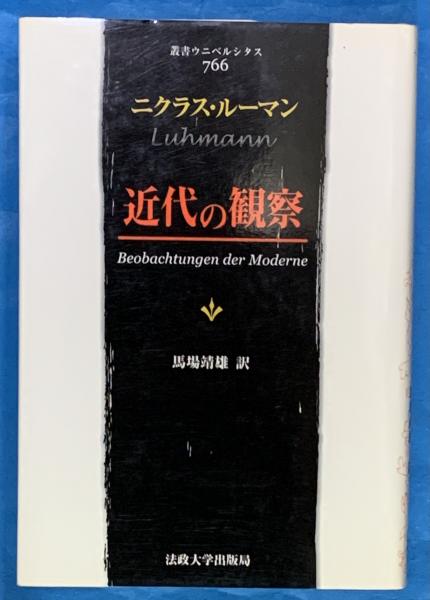 叢書ウニベルシタス
766
ニクラス・ルーマン
Luhmann
近代の観察
Beobachtungen der Moderne
馬場靖雄 訳
法政大学出版局